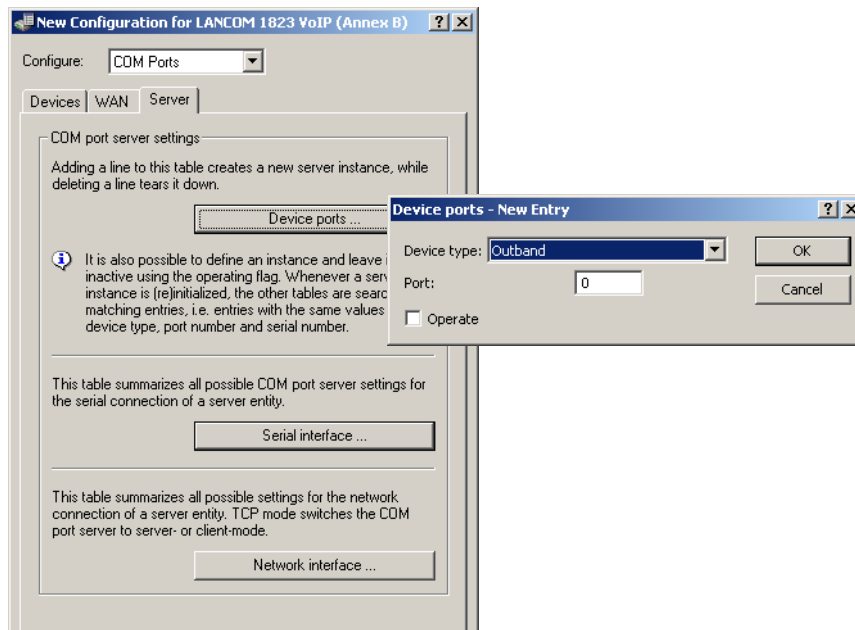 New Configuration for LANCOM 1823 VoIP (Annex B)
Configure: COM Ports
Devices WAN Server
COM port server settings
Adding a line to this table creates a new server instance, while
deleting a line tears it down.
Device ports ...
It is also possible to define an instance and leave
inactive using the operating flag. Whenever a
instance is (re)initialized, the other tables are
matching entries, i.e. entries with the same values
device type, port number and serial number.
This table summarizes all possible COM port server settings for
the serial connection of a server entity.
Serial interface ...
This table summarizes all possible settings for the network
connection of a server entity. TCP mode switches the COM
port server to server- or client-mode.
Network interface ...
Device ports - New Entry
Device type: Outband
OK
Port: 0
Cancel
Operate